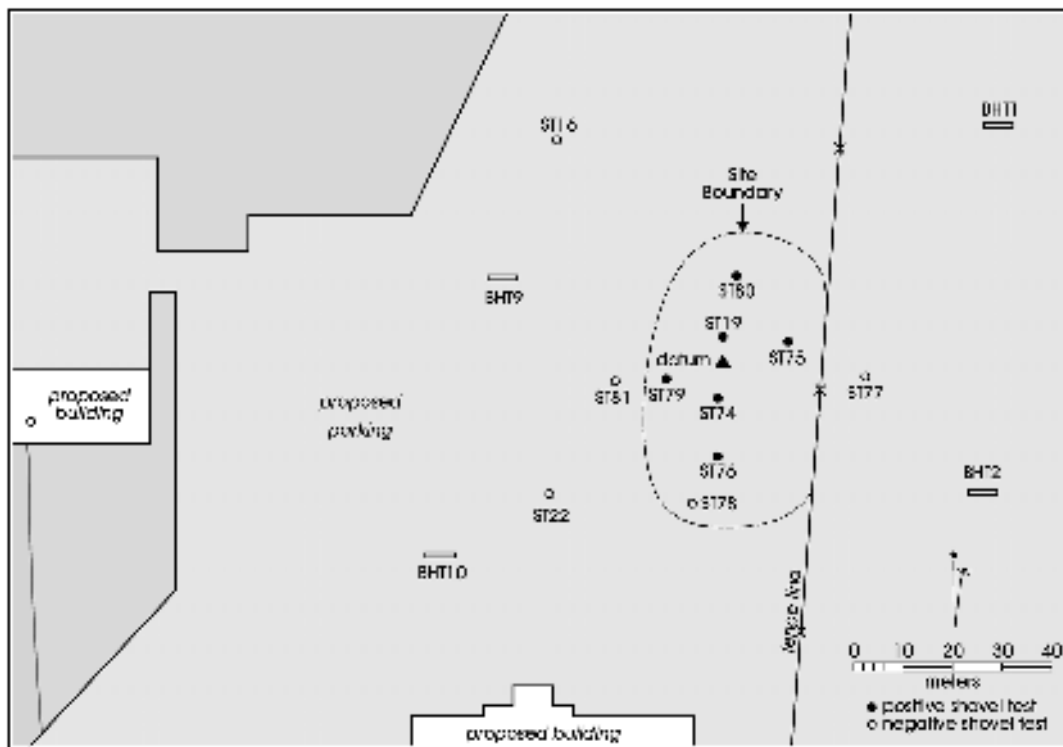 ST16
BHT1
Site
Boundary
BHT9
ST80
ST19
ST75
datum
ST81
ST79
ST77
ST74
proposed
building
proposed
parking
ST76
BHT2
ST22
ST78
BHT10
fence line
0 10 20 30 40
meters
positive shovel test
negative shovel test
proposed building